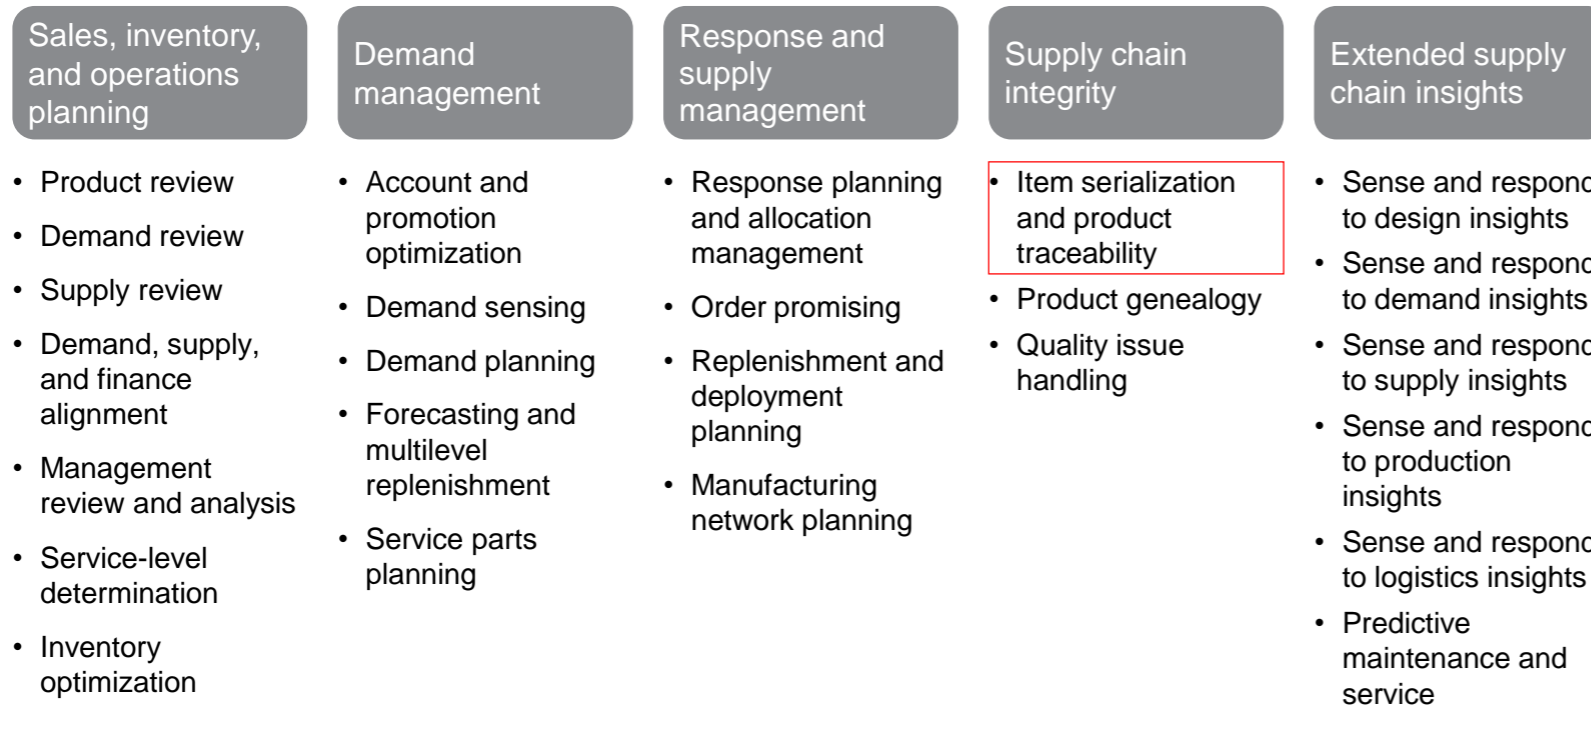 Sales, inventory,
and operations
planning
• Product review
• Demand review
• Supply review
• Demand, supply,
and finance
alignment
• Management
review and analysis
• Service-level
determination
• Inventory
optimization
Demand
management
• Account and
promotion
optimization
• Demand sensing
• Demand planning
• Forecasting and
multilevel
replenishment
• Service parts
planning
Response and
supply
management
• Response planning
and allocation
management
• Order promising
• Replenishment and
deployment
planning
• Manufacturing
network planning
Supply chain
integrity
• Item serialization
and product
traceability
• Product genealogy
• Quality issue
handling
Extended supply
chain insights
• Sense and respond
to design insights
• Sense and respond
to demand insights
• Sense and respond
to supply insights
• Sense and respond
to production
insights
• Sense and respond
to logistics insights
• Predictive
maintenance and
service